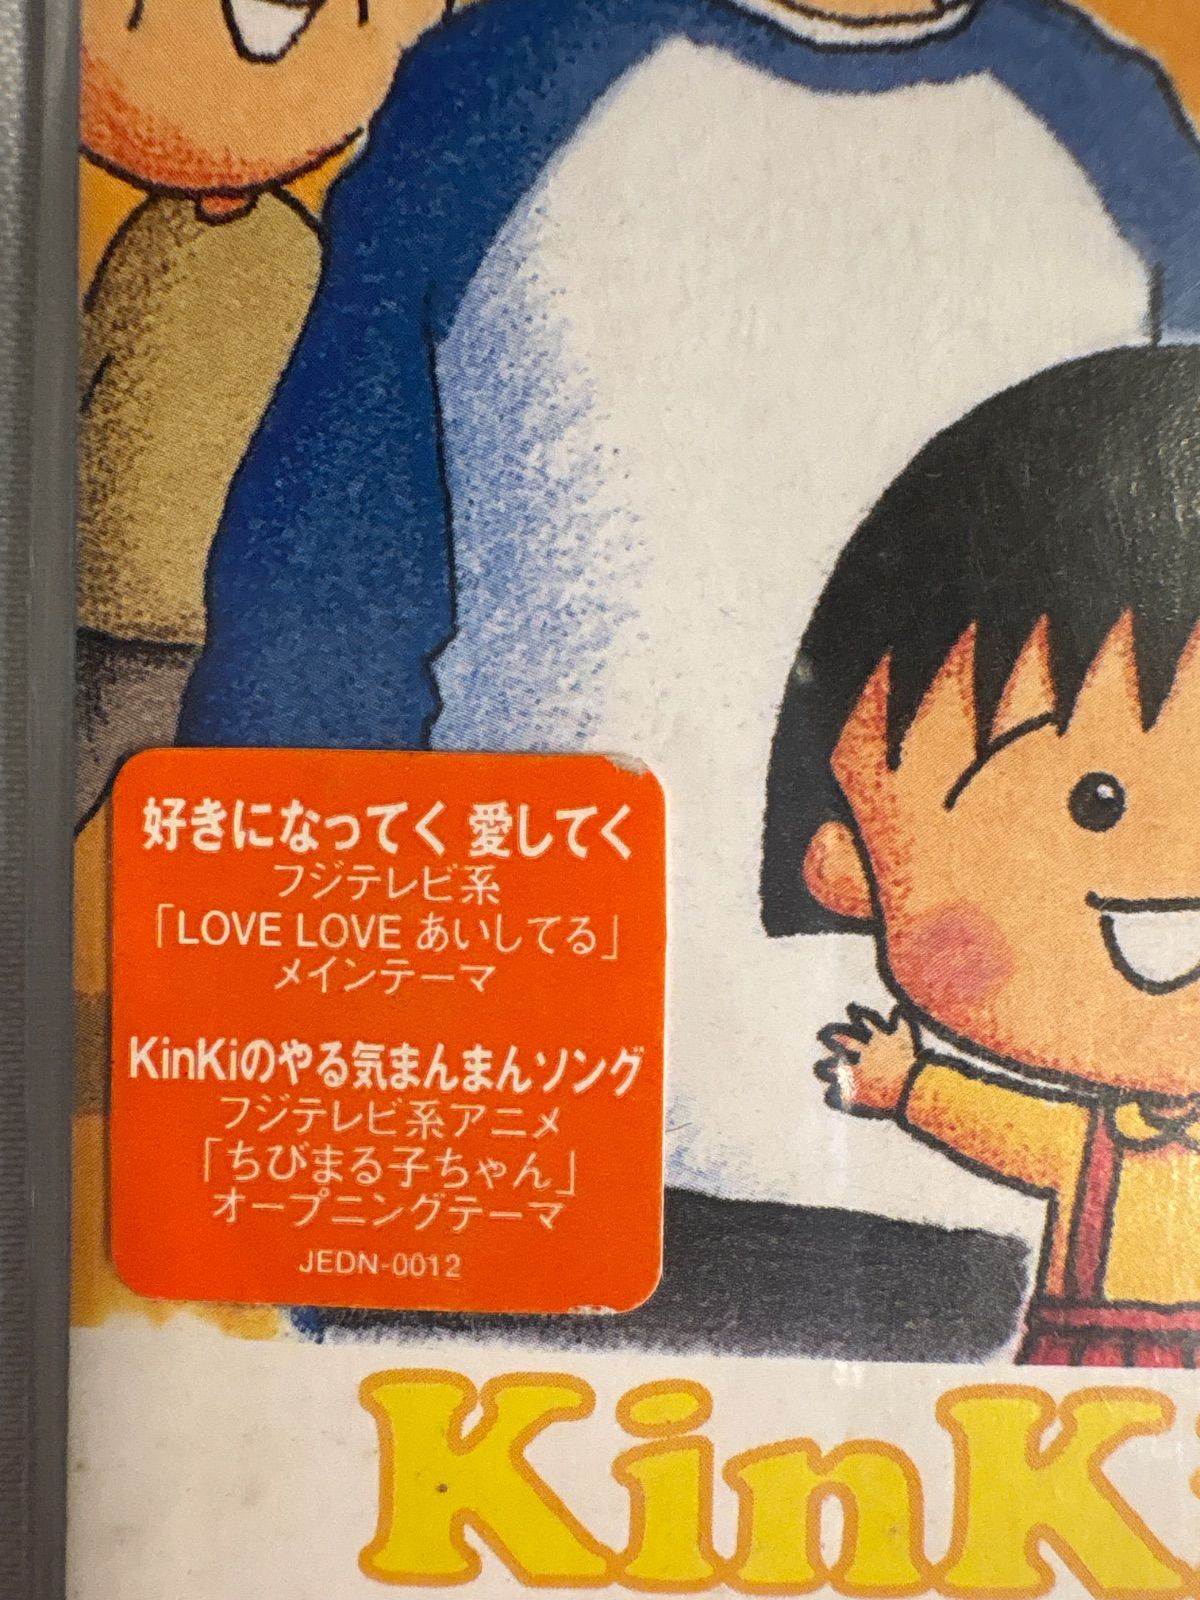 好きになってく 愛してく
フジテレビ系
「LOVE LOVE あいしてる」
メインテーマ
KinKiのやる気まんまんソング
フジテレビ系アニメ
「ちびまる子ちゃん」
オープニングテーマ
JEDN-0012
KinK